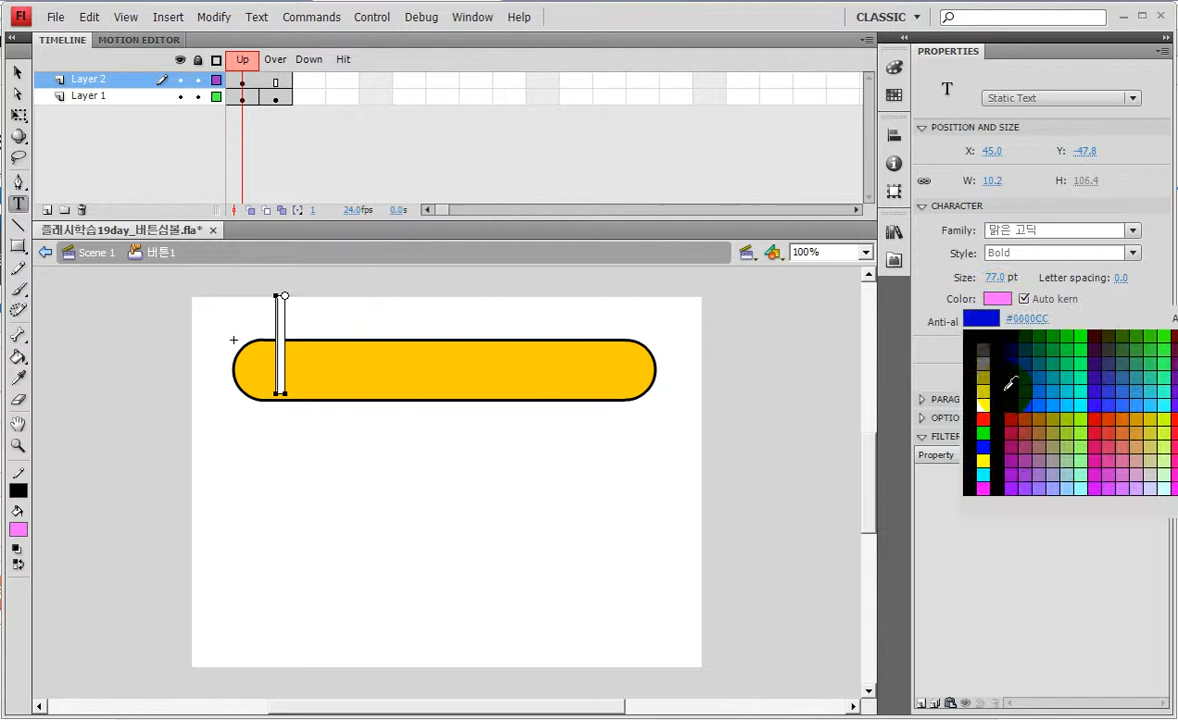 Fl File Edit View Insert Modify Text Commands Control Debug Window Help CLASSIC
TIMELINE MOTION EDITOR
Up Over Down Hit
Layer 2
Layer 1
1 24.0fps 0.0s
플래시학습19day_버튼심볼.fla*
Scene 1 버튼1 100%
PROPERTIES
T Static Text
POSITION AND SIZE
X: 45.0 Y: -47.8
W: 10.2 H: 106.4
CHARACTER
Family: 맑은 고딕
Style: Bold
Size: 77.0 pt Letter spacing: 0.0
Color: Auto kern
Anti-al #0000CC
PARAG
OPTIO
FILTER
Property